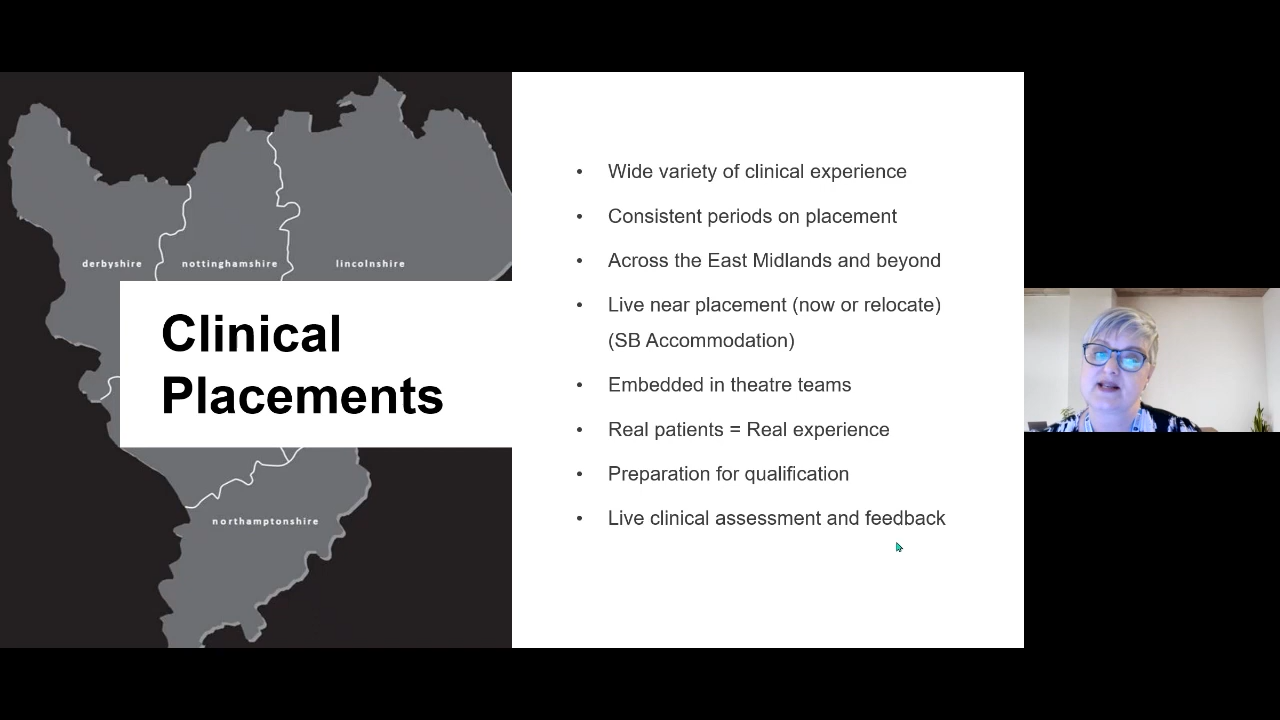 derbyshire
nottinghamshire
lincolnshire
Clinical
Placements
northamptonshire
• Wide variety of clinical experience
• Consistent periods on placement
• Across the East Midlands and beyond
• Live near placement (now or relocate)
(SB Accommodation)
• Embedded in theatre teams
• Real patients = Real experience
• Preparation for qualification
• Live clinical assessment and feedback